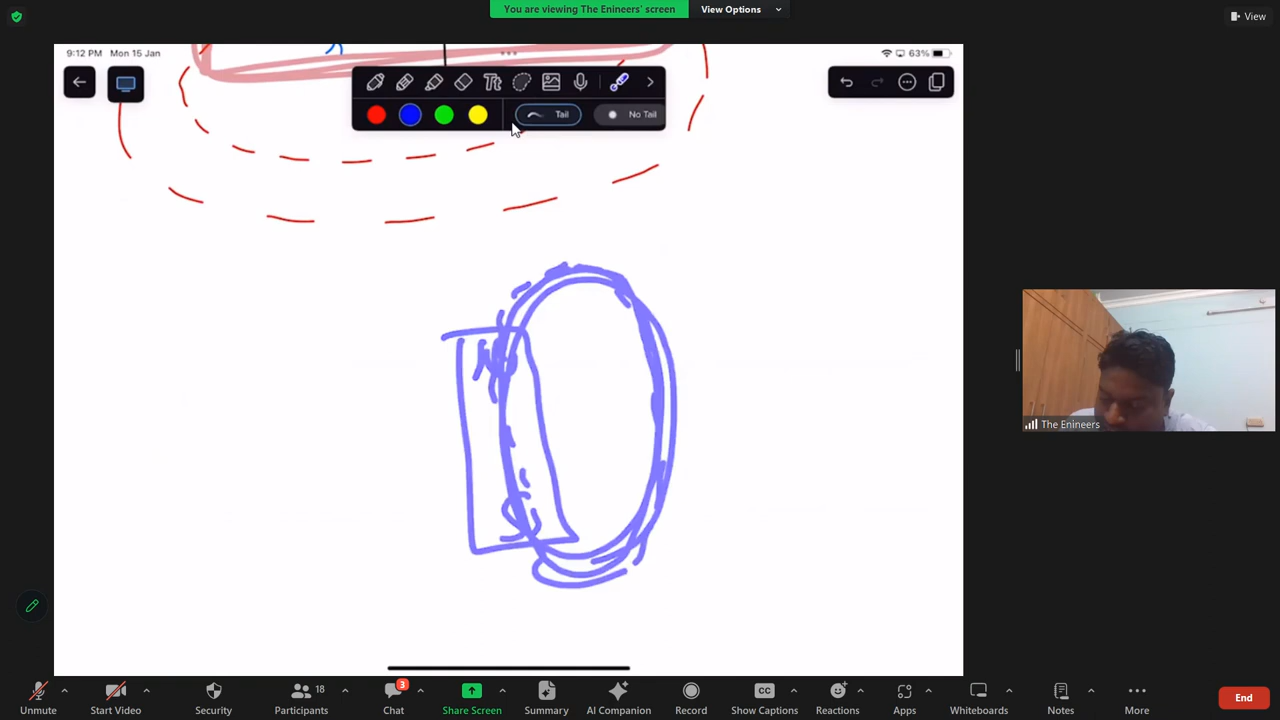 You are viewing The Enineers' screen
View Options
View
9:12 PM Mon 15 Jan
63%
Tt
Tail
No Tail
N
S
The Enineers
Unmute
Start Video
Security
18
Participants
3
Chat
Share Screen
Summary
AI Companion
Record
CC
Show Captions
Reactions
Apps
Whiteboards
Notes
More
End